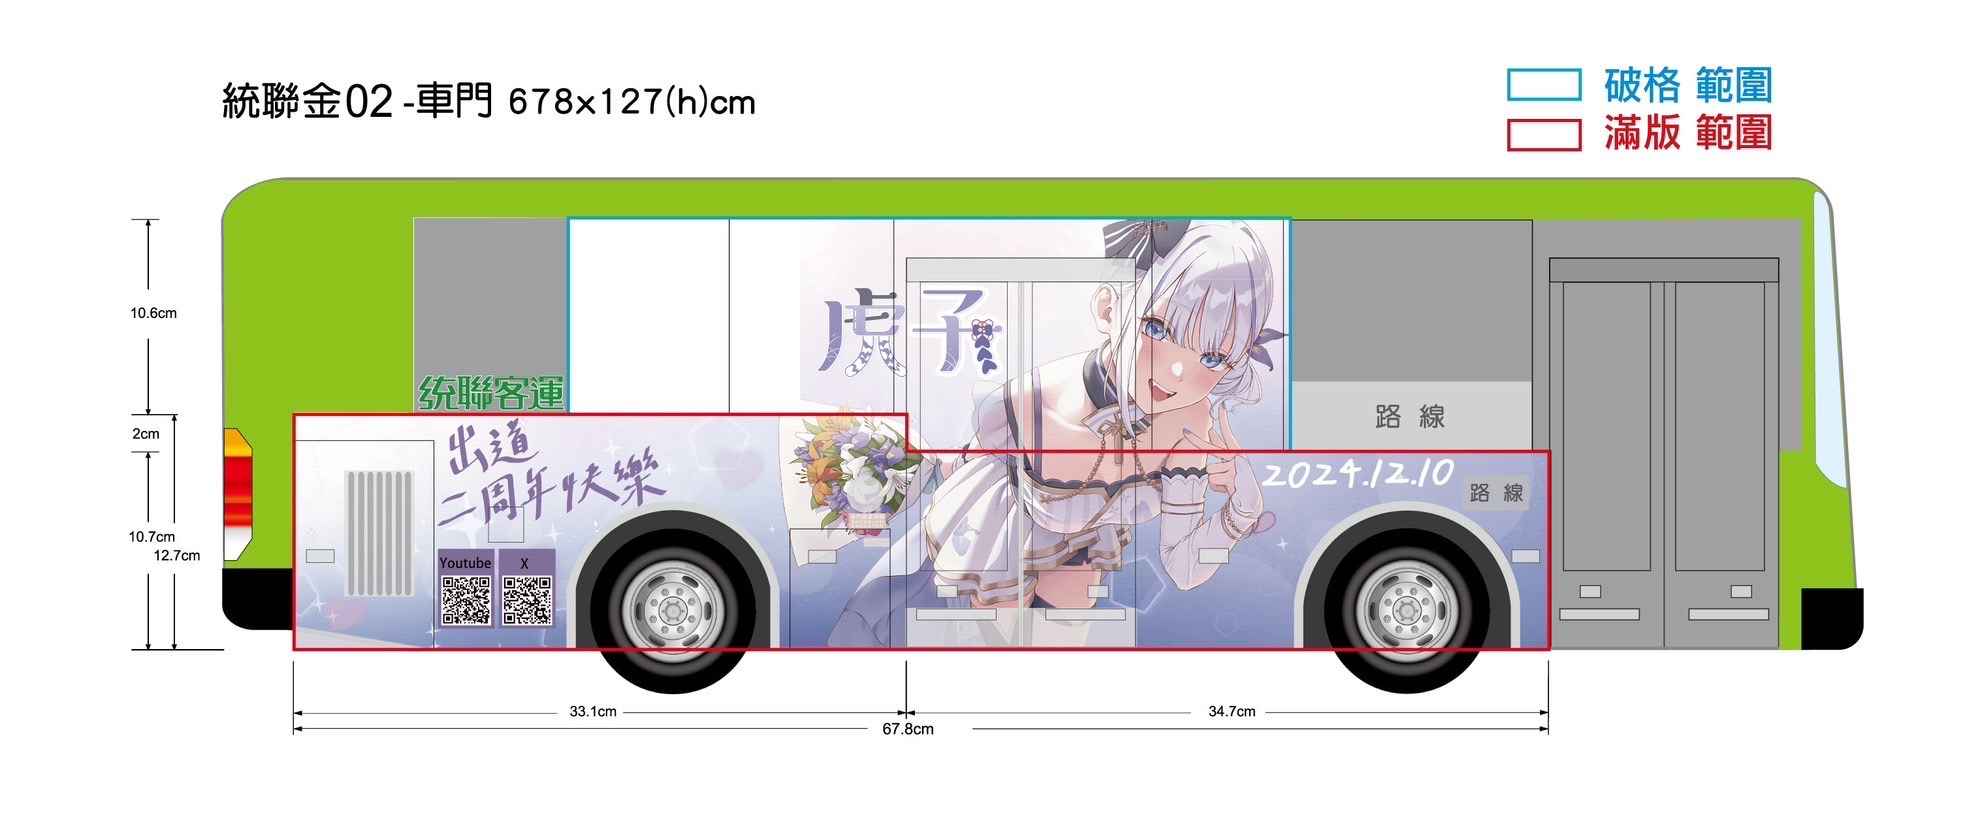 統聯金02 -車門 678x127(h)cm
破格 範圍
滿版 範圍
10.6cm
2cm
10.7cm
12.7cm
統聯客運
虎子
路 線
出道
二周年快樂
2024.12.10
路 線
Youtube
X
33.1cm
34.7cm
67.8cm